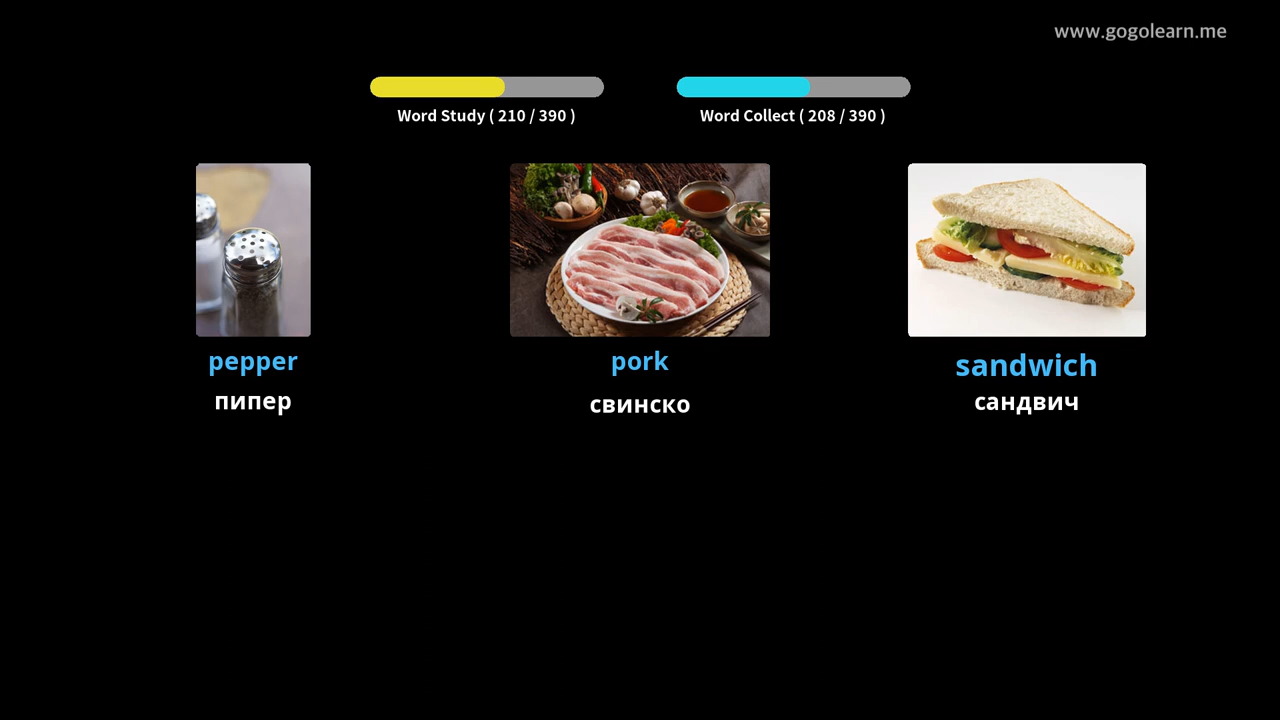 www.gogolearn.me
Word Study ( 210 / 390 )
Word Collect ( 208 / 390 )
pepper
пипер
pork
свинско
sandwich
сандвич